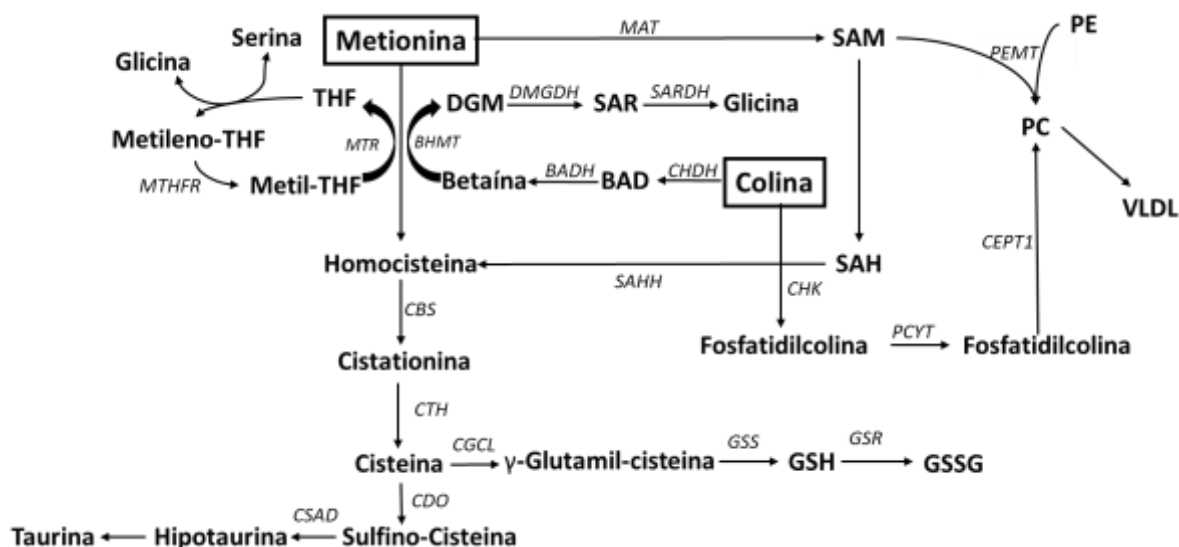 Serina
Metionina
MAT
SAM
PE
PEMT
Glicina
THF
DGM
DMGDH
SAR
SARDH
Glicina
PC
Metileno-THF
MTR
BHMT
MTHFR
Metil-THF
Betaína
BADH
BAD
CHDH
Colina
VLDL
CEPT1
Homocisteina
SAHH
SAH
CHK
CBS
Fosfatidilcolina
PCYT
Fosfatidilcolina
Cistationina
CTH
Cisteina
CGCL
γ-Glutamil-cisteina
GSS
GSH
GSR
GSSG
CDO
CSAD
Taurina
Hipotaurina
Sulfino-Cisteina